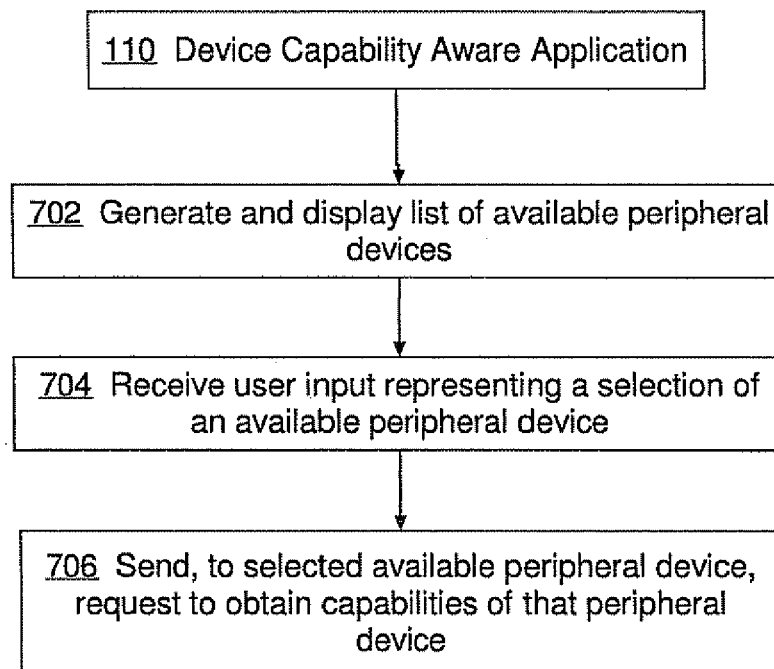 110 Device Capability Aware Application
702 Generate and display list of available peripheral
devices
704 Receive user input representing a selection of
an available peripheral device
706 Send, to selected available peripheral device,
request to obtain capabilities of that peripheral
device